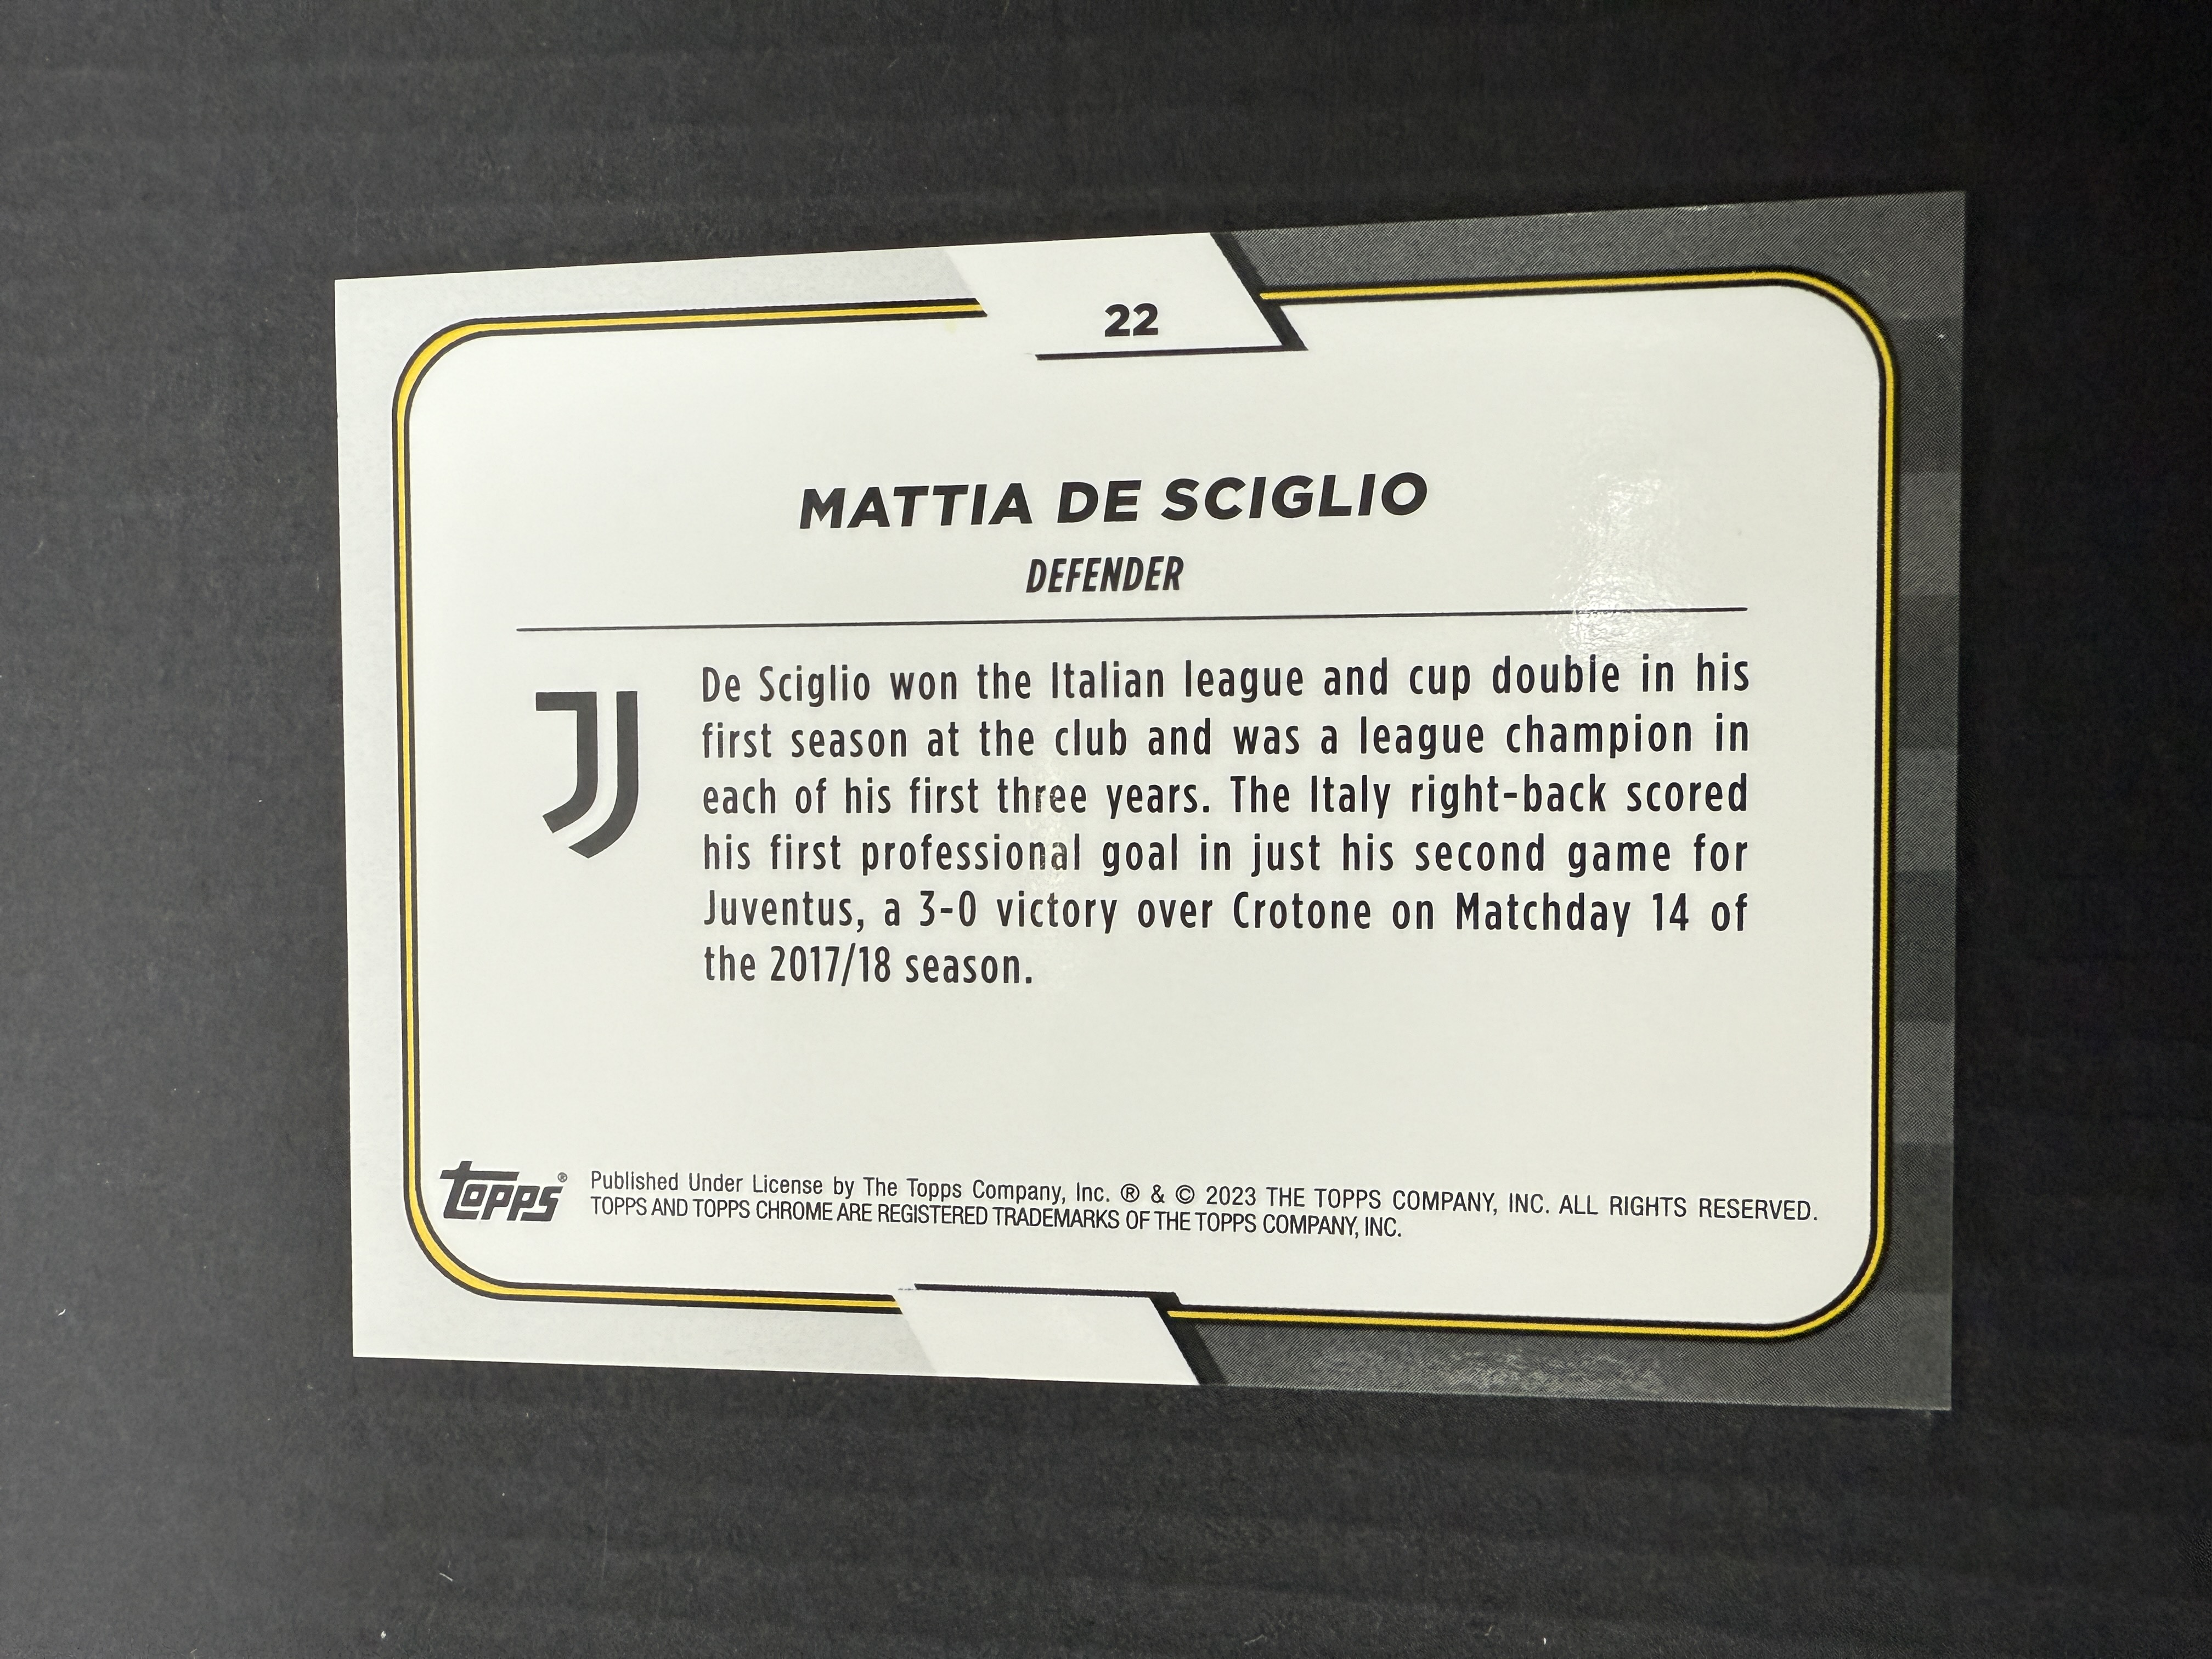 22
MATTIA DE SCIGLIO
DEFENDER
De Sciglio won the Italian league and cup double in his
first season at the club and was a league champion in
each of his first three years. The Italy right-back scored
his first professional goal in just his second game for
Juventus, a 3-0 victory over Crotone on Matchday 14 of
the 2017/18 season.
topps®
Published Under License by The Topps Company, Inc. ® & © 2023 THE TOPPS COMPANY, INC. ALL RIGHTS RESERVED.
TOPPS AND TOPPS CHROME ARE REGISTERED TRADEMARKS OF THE TOPPS COMPANY, INC.